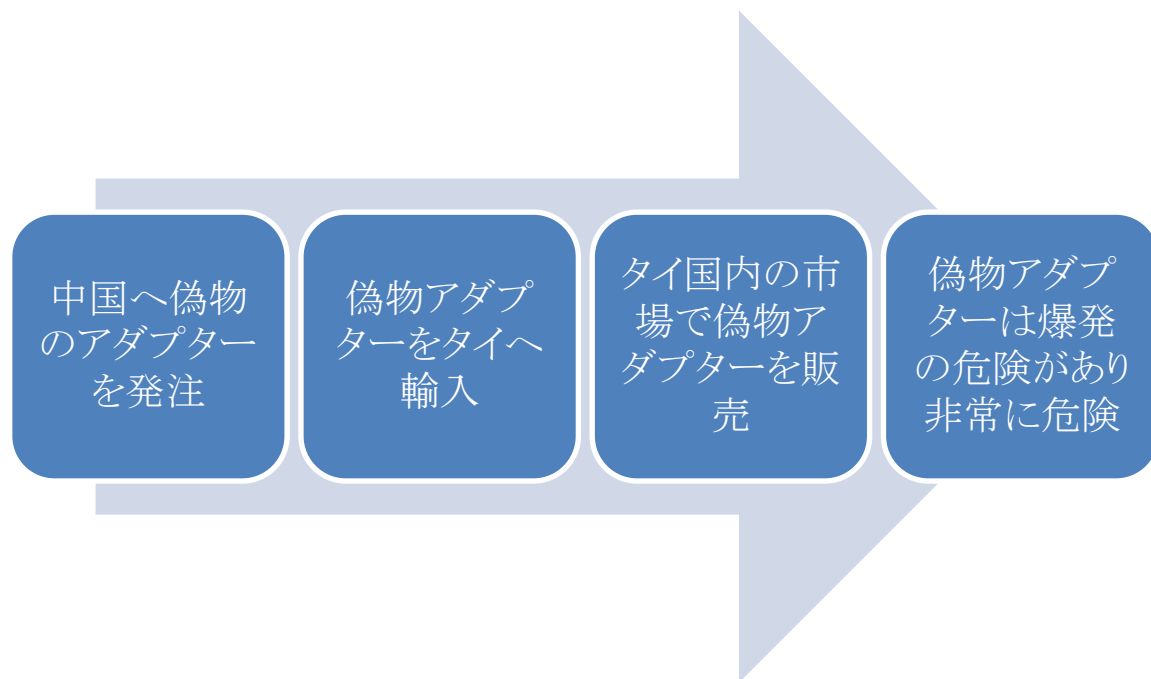 中国へ偽物
のアダプター
を発注
偽物アダプ
ターをタイへ
輸入
タイ国内の市
場で偽物ア
ダプターを販
売
偽物アダプ
ターは爆発
の危険があり
非常に危険